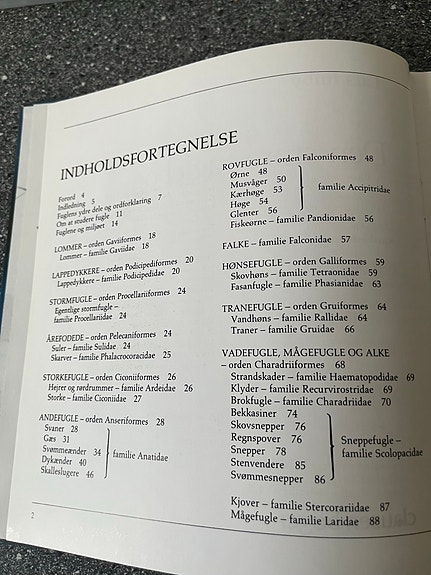 INDHOLDSFORTEGNELSE
Forord 4
Indledning 5
Fuglens ydre dele og ordforklaring 7
Om at studere fugle 11
Fuglene og miljøet 14
LOMMER – orden Gaviiformes 18
Lommer – familie Gaviidae 18
LAPPEDYKKERE – orden Podicipediformes 20
Lappedykkere – familie Podicipedidae 20
STORMFUGLE – orden Procellariiformes 24
Egentlige stormfugle –
familie Procellariidae 24
ÅREFODEDE – orden Pelecaniformes 24
Suler – familie Sulidae 24
Skarver – familie Phalacrocoracidae 25
STORKEFUGLE – orden Ciconiiformes 26
Hejrer og rørdrummer – familie Ardeidae 26
Storke – familie Ciconiidae 27
ANDEFUGLE – orden Anseriformes 28
Svaner 28
Gæs 31
Svømmeænder 34
Dykænder 40
Skalleslugere 46
familie Anatidae
2
ROVFUGLE – orden Falconiformes 48
Ørne 48
Musvåger 50
Kærhøge 53
Høge 54
Glenter 56
familie Accipitridae
Fiskeørne – familie Pandionidae 56
FALKE – familie Falconidae 57
HØNSEFUGLE – orden Galliformes 59
Skovhøns – familie Tetraonidae 59
Fasanfugle – familie Phasianidae 63
TRANEFUGLE – orden Gruiformes 64
Vandhøns – familie Rallidae 64
Traner – familie Gruidae 66
VADEFUGLE, MÅGEFUGLE OG ALKE
– orden Charadriiformes 68
Strandskader – familie Haematopodidae 69
Klyder – familie Recurvirostridae 69
Brokfugle – familie Charadriidae 70
Bekkasiner 74
Skovsnepper 76
Regnspover 76
Snepper 78
Stenvendere 85
Svømmesnepper 86
Sneppefugle –
familie Scolopacidae
Kjover – familie Stercorariidae 87
Mågefugle – familie Laridae 88